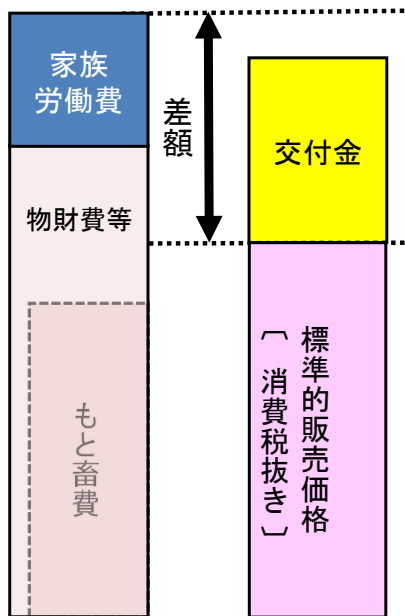 家族
労働費
差額
交付金
物財費等
もと畜費
標準的販売価格
〔 消費税抜き 〕